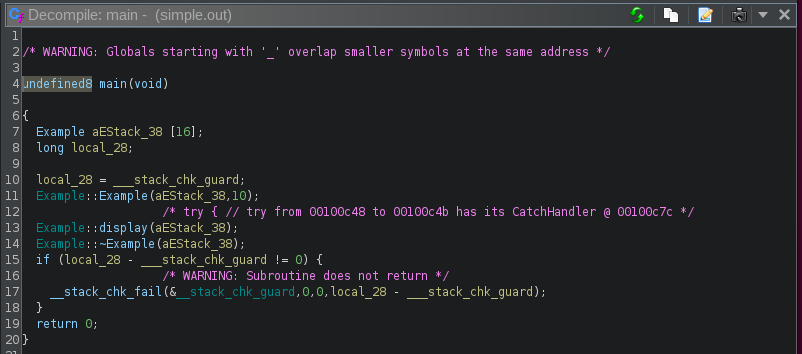 Decompile: main - (simple.out)
1
2 /* WARNING: Globals starting with '_' overlap smaller symbols at the same address */
3
4 undefined8 main(void)
5
6 {
7 Example aEStack_38 [16];
8 long local_28;
9
10 local_28 = ___stack_chk_guard;
11 Example::Example(aEStack_38,10);
12 /* try { // try from 00100c48 to 00100c4b has its CatchHandler @ 00100c7c */
13 Example::display(aEStack_38);
14 Example::~Example(aEStack_38);
15 if (local_28 - ___stack_chk_guard != 0) {
16 /* WARNING: Subroutine does not return */
17 __stack_chk_fail(&__stack_chk_guard,0,0,local_28 - ___stack_chk_guard);
18 }
19 return 0;
20 }
21